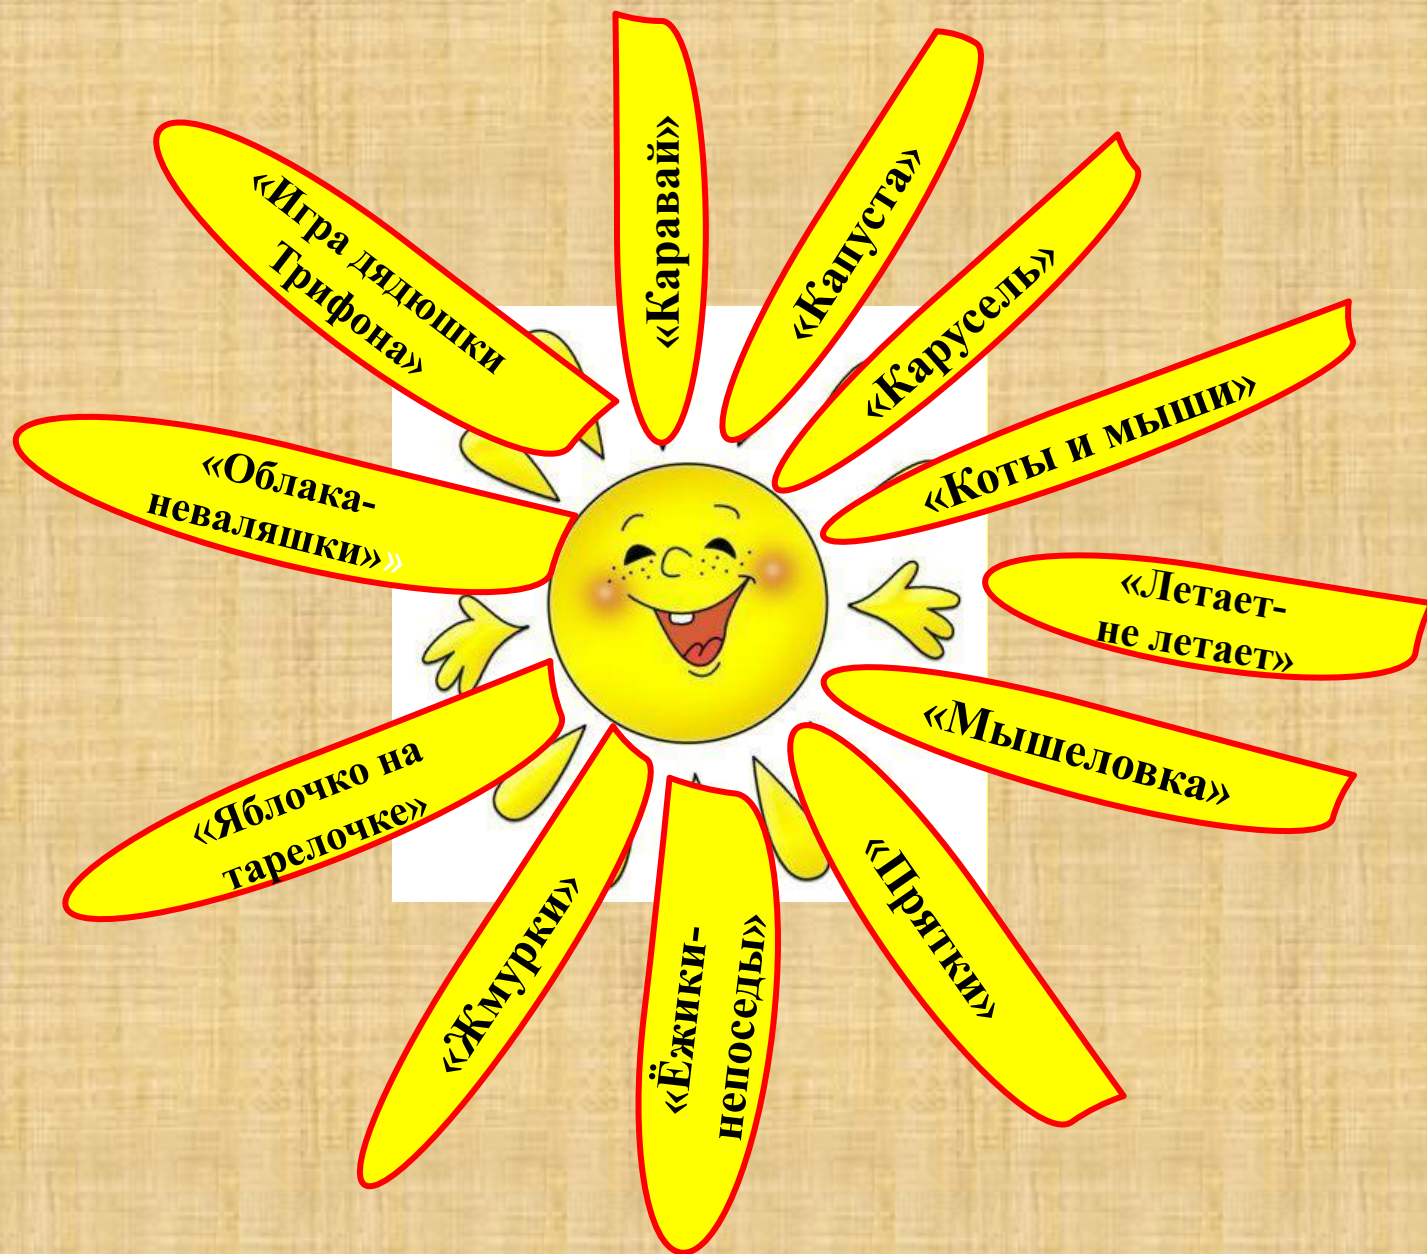 «Каравай»
«Капуста»
«Карусель»
«Коты и мыши»
«Летает-
не летает»
«Мышеловка»
«Прятки»
«Ёжики-
непоседы»
«Жмурки»
«Яблочко на
тарелочке»
«Облака-
неваляшки»»
«Игра дядюшки
Трифона»